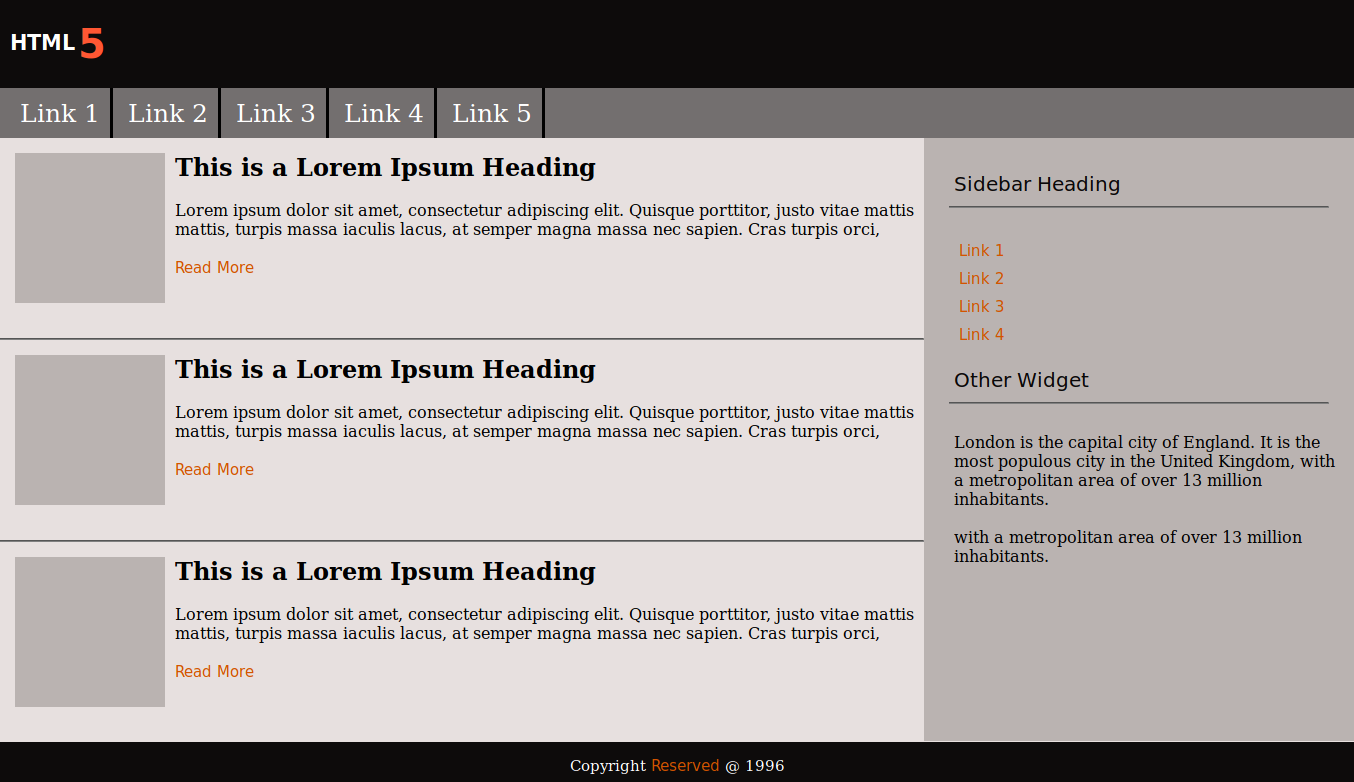 HTML 5
Link 1 Link 2 Link 3 Link 4 Link 5
This is a Lorem Ipsum Heading
Lorem ipsum dolor sit amet, consectetur adipiscing elit. Quisque porttitor, justo vitae mattis
mattis, turpis massa iaculis lacus, at semper magna massa nec sapien. Cras turpis orci,
Read More
This is a Lorem Ipsum Heading
Lorem ipsum dolor sit amet, consectetur adipiscing elit. Quisque porttitor, justo vitae mattis
mattis, turpis massa iaculis lacus, at semper magna massa nec sapien. Cras turpis orci,
Read More
This is a Lorem Ipsum Heading
Lorem ipsum dolor sit amet, consectetur adipiscing elit. Quisque porttitor, justo vitae mattis
mattis, turpis massa iaculis lacus, at semper magna massa nec sapien. Cras turpis orci,
Read More
Sidebar Heading
Link 1
Link 2
Link 3
Link 4
Other Widget
London is the capital city of England. It is the
most populous city in the United Kingdom, with
a metropolitan area of over 13 million
inhabitants.
with a metropolitan area of over 13 million
inhabitants.
Copyright Reserved @ 1996